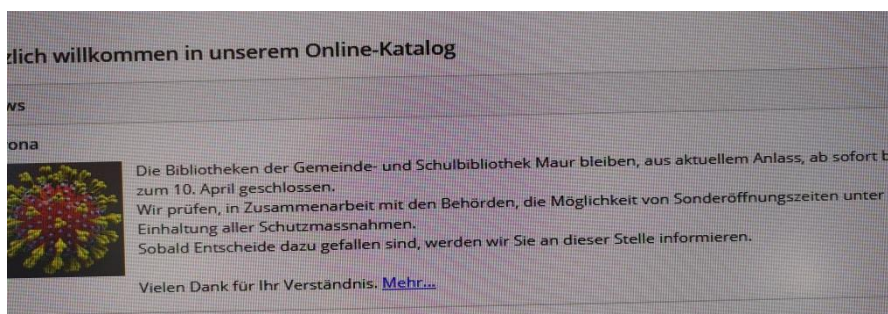 zlich willkommen in unserem Online-Katalog
ws
ona
Die Bibliotheken der Gemeinde- und Schulbibliothek Maur bleiben, aus aktuellem Anlass, ab sofort b
zum 10. April geschlossen.
Wir prüfen, in Zusammenarbeit mit den Behörden, die Möglichkeit von Sonderöffnungszeiten unter
Einhaltung aller Schutzmassnahmen.
Sobald Entscheide dazu gefallen sind, werden wir Sie an dieser Stelle informieren.
Vielen Dank für Ihr Verständnis. Mehr...